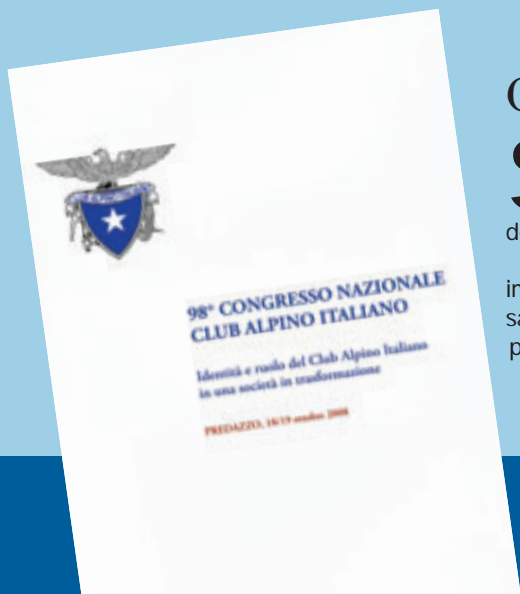 98° CONGRESSO NAZIONALE
CLUB ALPINO ITALIANO
Identità e ruolo del Club Alpino Italiano
in una società in trasformazione
PREDAZZO, 18/19 ottobre 2008